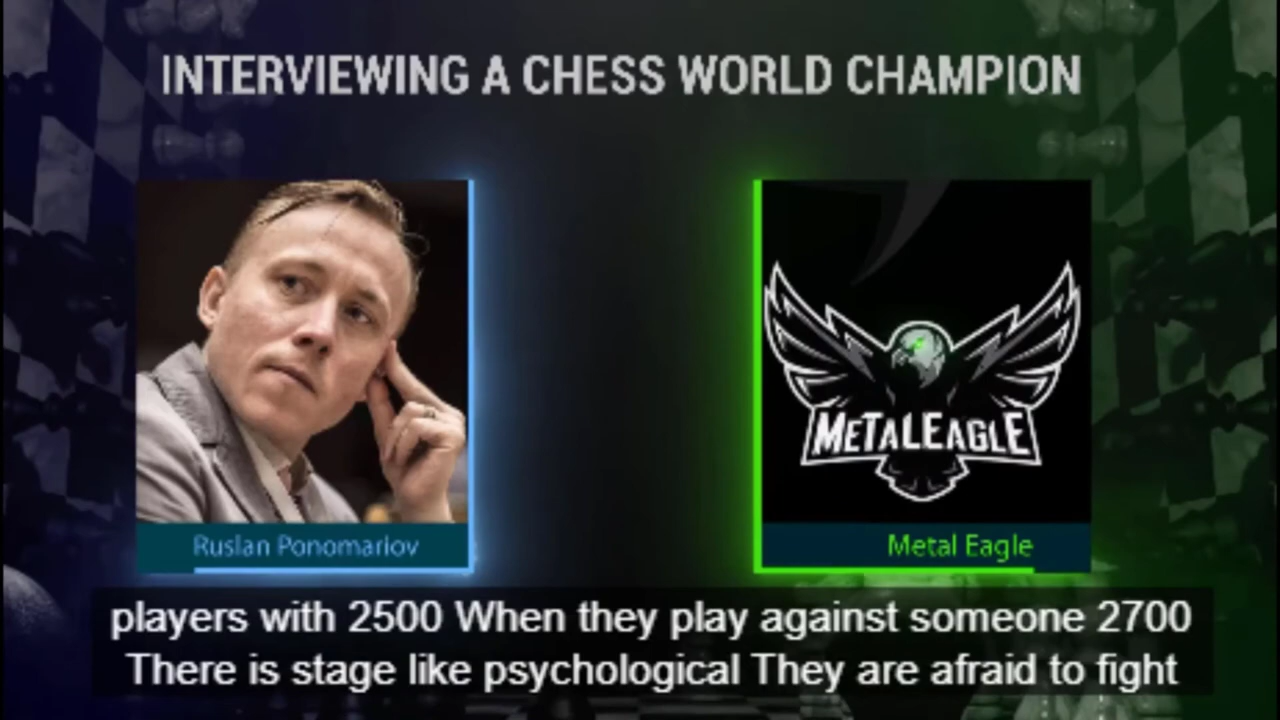 INTERVIEWING A CHESS WORLD CHAMPION
METALEAGLE
Ruslan Ponomariov
Metal Eagle
players with 2500 When they play against someone 2700
There is stage like psychological They are afraid to fight